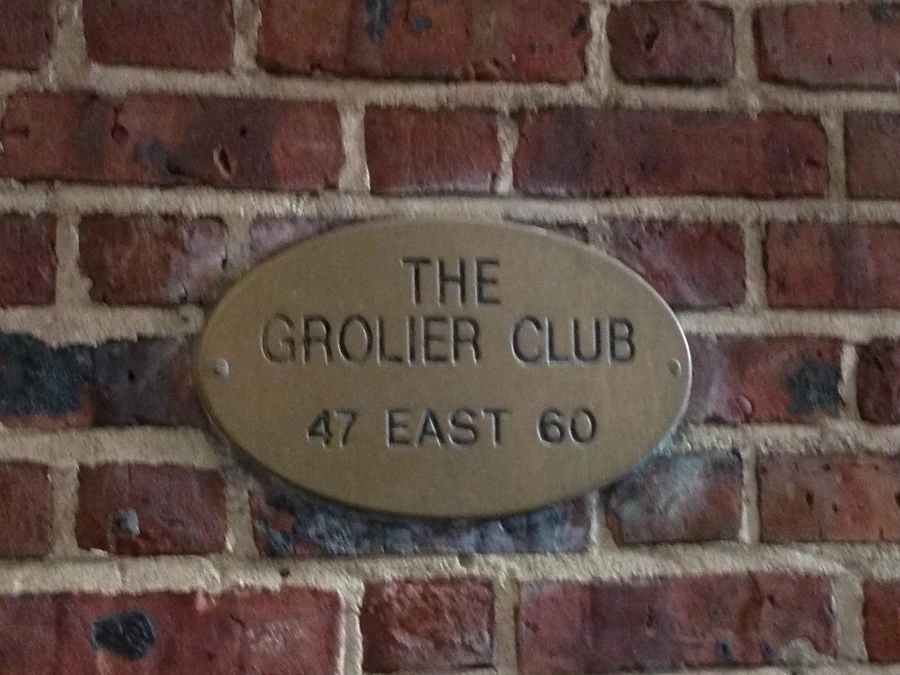 THE
GROLIER CLUB
47 EAST 60